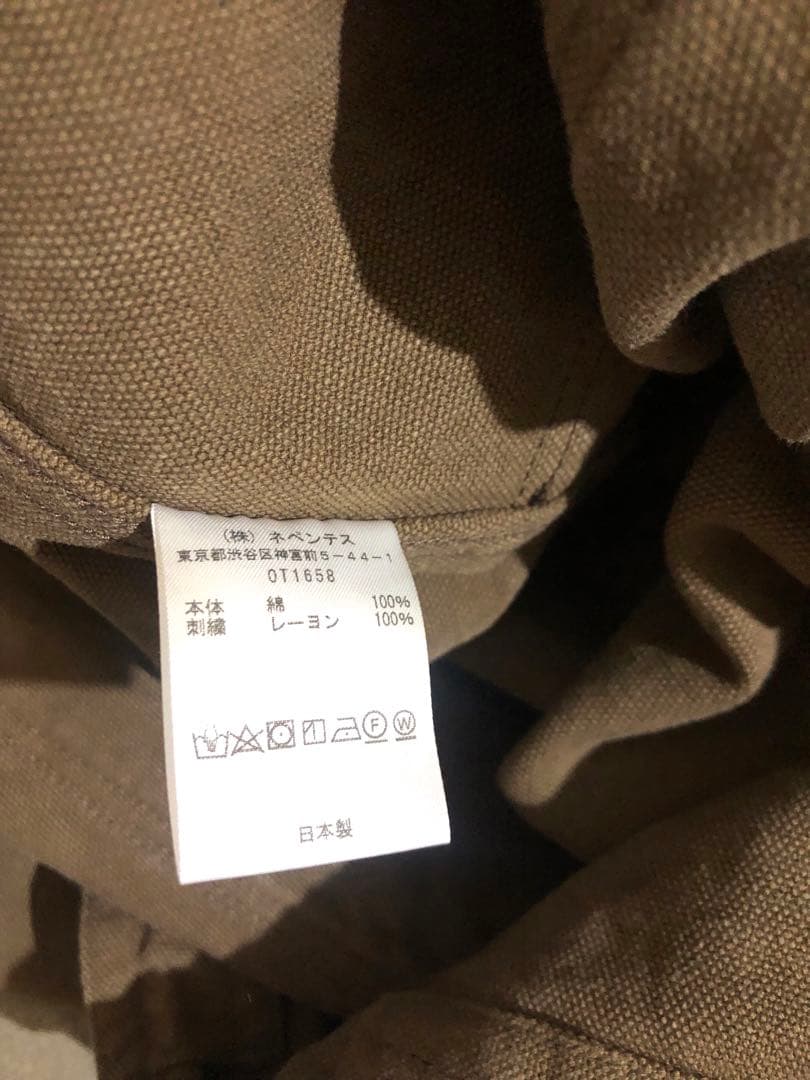 (株) ネペンテス
東京都渋谷区神宮前5-44-1
OT1658
本体 綿 100%
刺繍 レーヨン 100%
F W
日本製